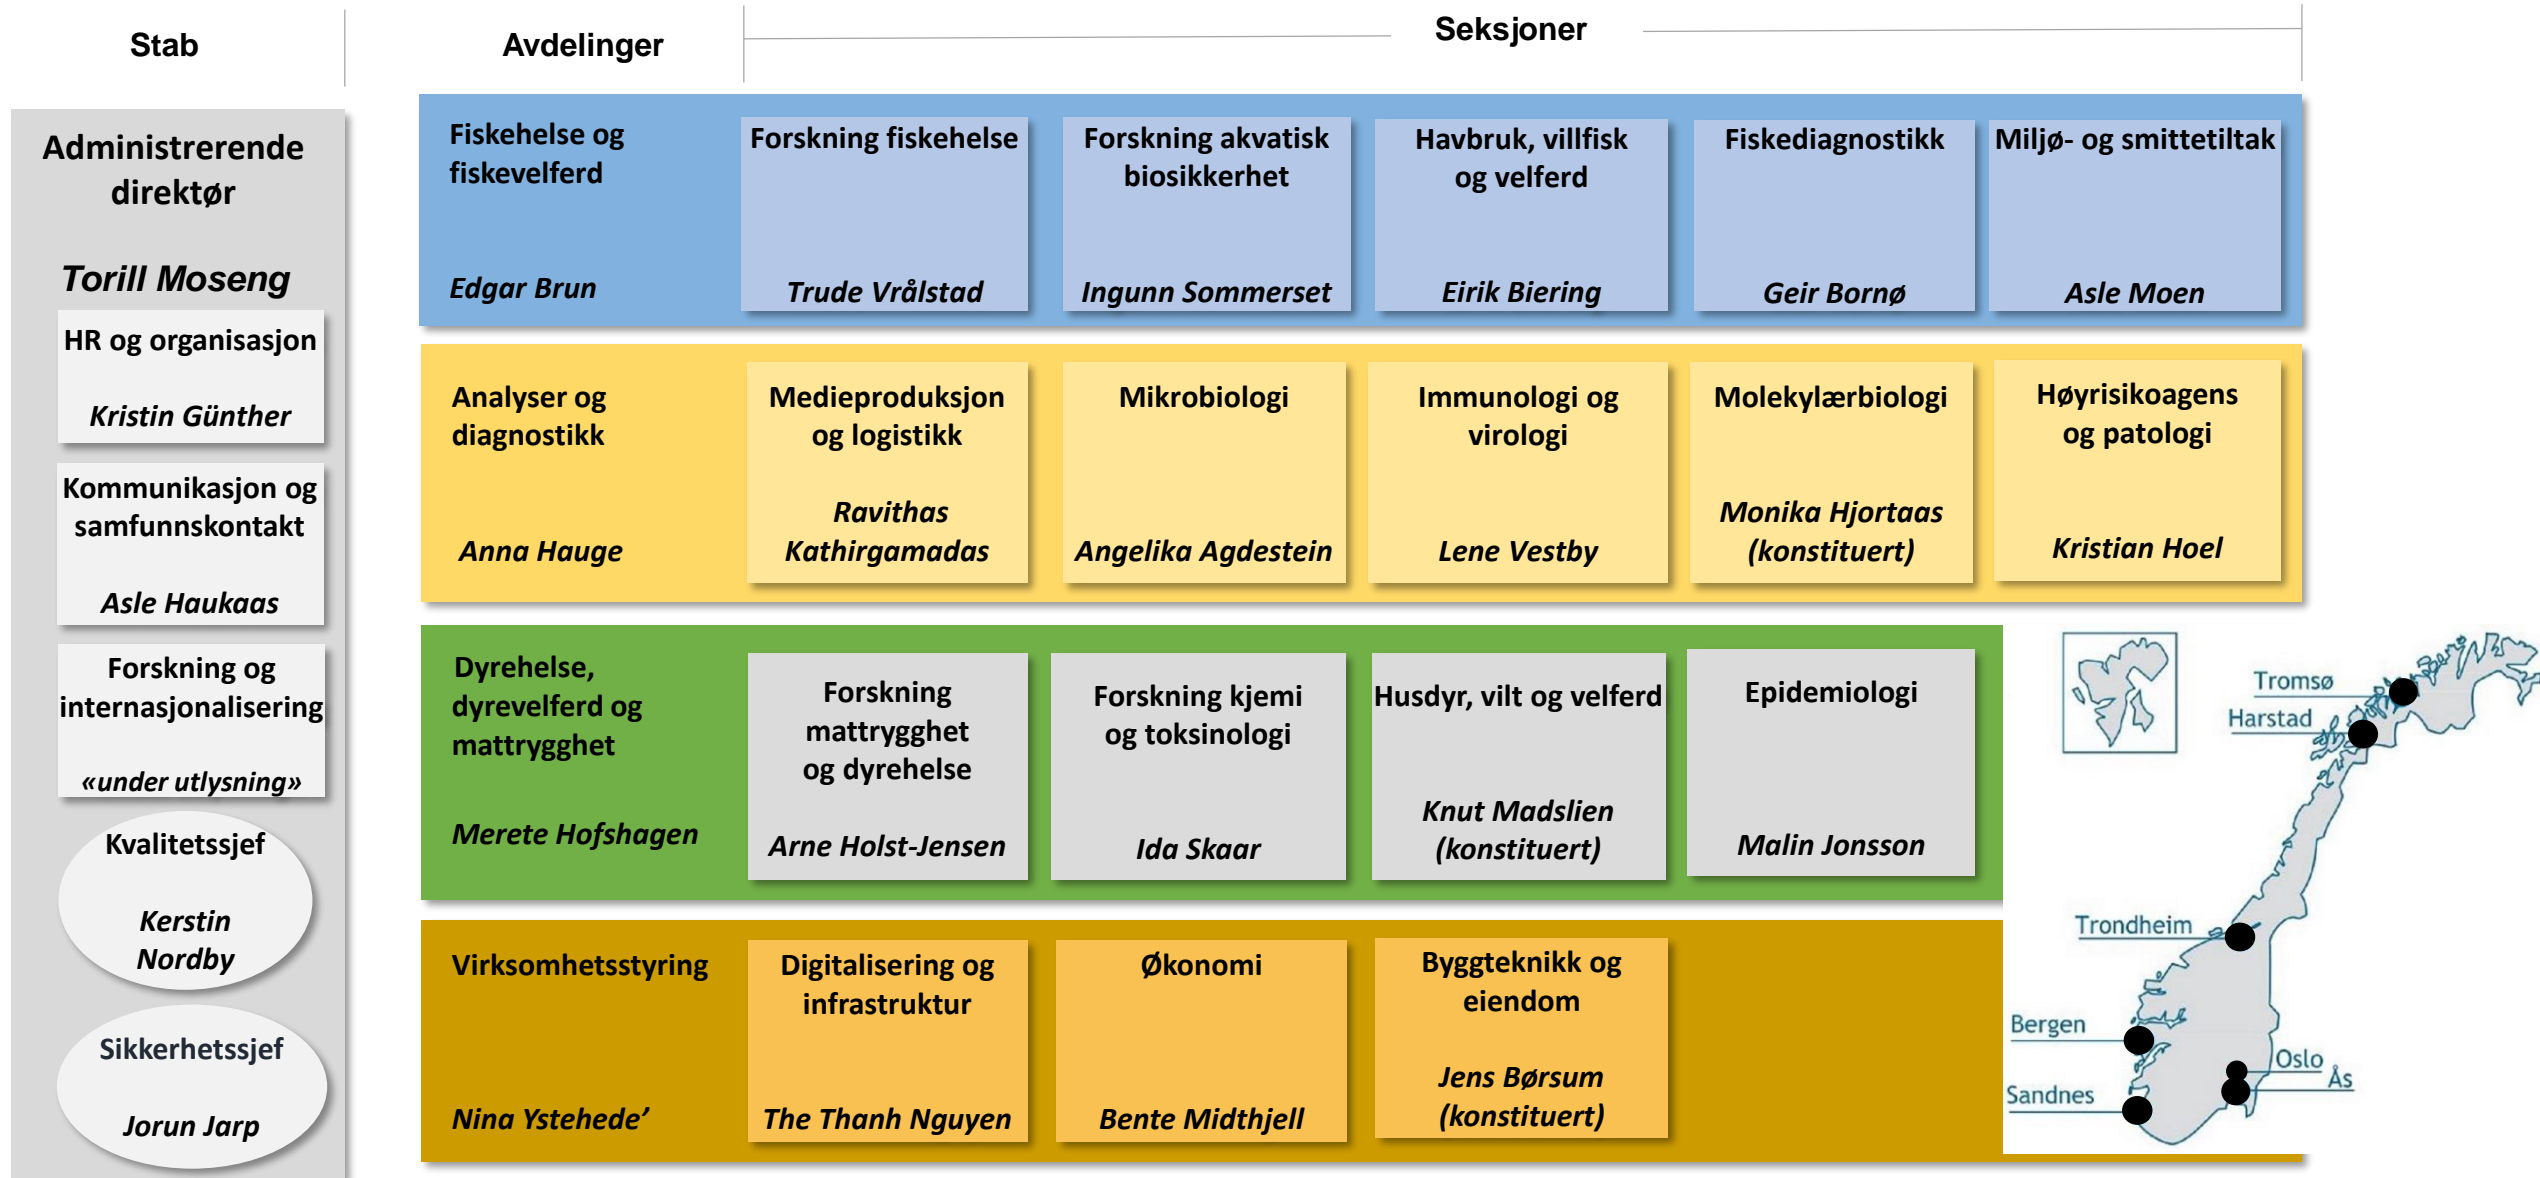 Stab
Avdelinger
Seksjoner
Administrerende
direktør
Torill Moseng
HR og organisasjon
Kristin Günther
Kommunikasjon og
samfunnskontakt
Asle Haukaas
Forskning og
internasjonalisering
«under utlysning»
Kvalitetssjef
Kerstin
Nordby
Sikkerhetssjef
Jorun Jarp
Fiskehelse og
fiskevelferd
Edgar Brun
Forskning fiskehelse
Trude Vrålstad
Forskning akvatisk
biosikkerhet
Ingunn Sommerset
Havbruk, villfisk
og velferd
Eirik Biering
Fiskediagnostikk
Geir Bornø
Miljø- og smittetiltak
Asle Moen
Analyser og
diagnostikk
Anna Hauge
Medieproduksjon
og logistikk
Ravithas
Kathirgamadas
Mikrobiologi
Angelika Agdestein
Immunologi og
virologi
Lene Vestby
Molekylærbiologi
Monika Hjortaas
(konstituert)
Høyrisikoagens
og patologi
Kristian Hoel
Dyrehelse,
dyrevelferd og
mattrygghet
Merete Hofshagen
Forskning
mattrygghet
og dyrehelse
Arne Holst-Jensen
Forskning kjemi
og toksinologi
Ida Skaar
Husdyr, vilt og velferd
Knut Madslien
(konstituert)
Epidemiologi
Malin Jonsson
Virksomhetsstyring
Nina Ystehede’
Digitalisering og
infrastruktur
The Thanh Nguyen
Økonomi
Bente Midthjell
Byggteknikk og
eiendom
Jens Børsum
(konstituert)
Tromsø
Harstad
Trondheim
Bergen
Oslo
Ås
Sandnes